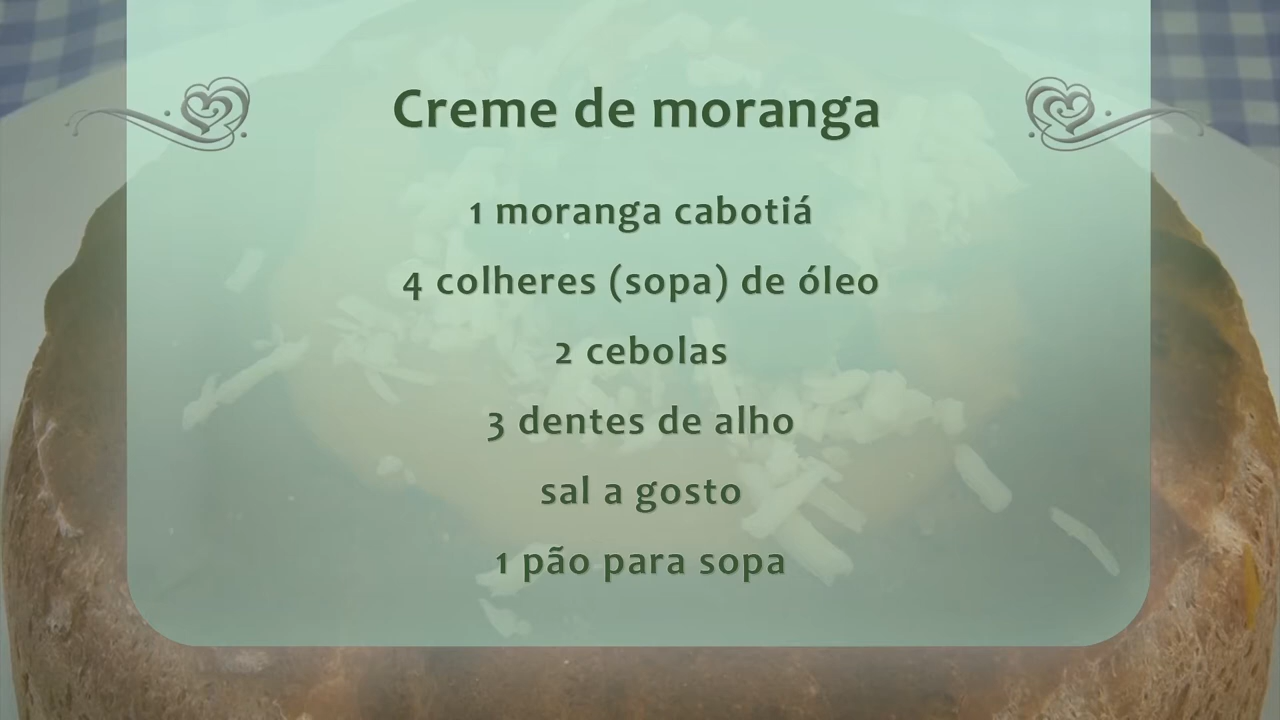 Creme de moranga
1 moranga cabotiá
4 colheres (sopa) de óleo
2 cebolas
3 dentes de alho
sal a gosto
1 pão para sopa